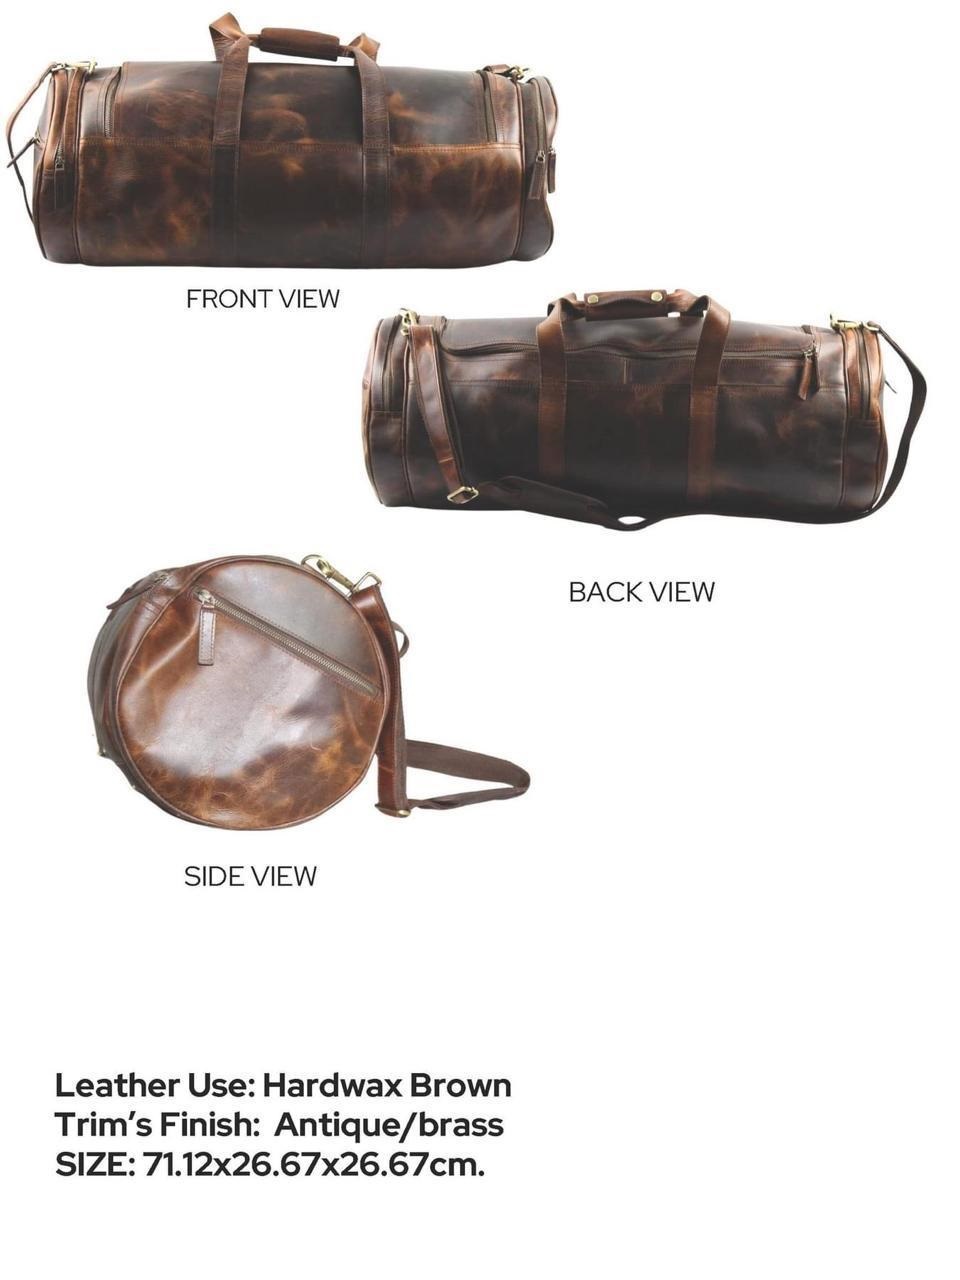 FRONT VIEW
BACK VIEW
SIDE VIEW
Leather Use: Hardwax Brown
Trim’s Finish:  Antique/brass
SIZE: 71.12x26.67x26.67cm.